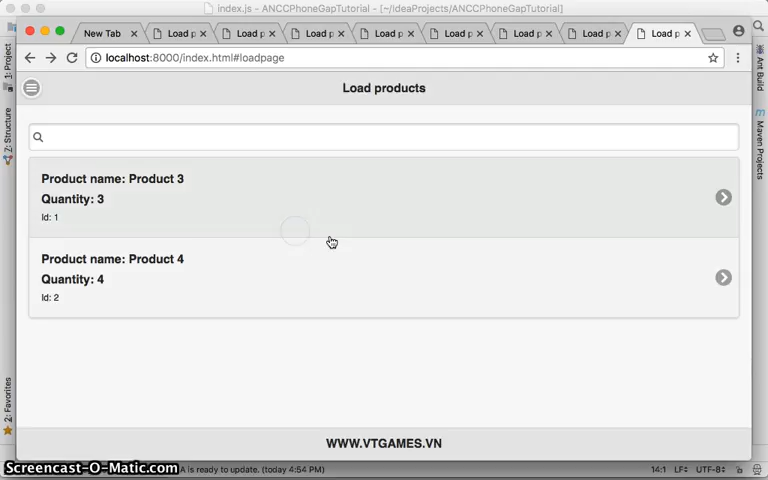 index.js - ANCCPhoneGapTutorial - [~/IdeaProjects/ANCCPhoneGapTutorial]
New Tab
Load p
Load p
Load p
Load p
Load p
Load p
Load p
Load p
localhost:8000/index.html#loadpage
1: Project
7: Structure
2: Favorites
Ant Build
Maven Projects
Load products
Product name: Product 3
Quantity: 3
Id: 1
Product name: Product 4
Quantity: 4
Id: 2
WWW.VTGAMES.VN
Screencast-O-Matic.com
A is ready to update. (today 4:54 PM)
14:1
LF
UTF-8